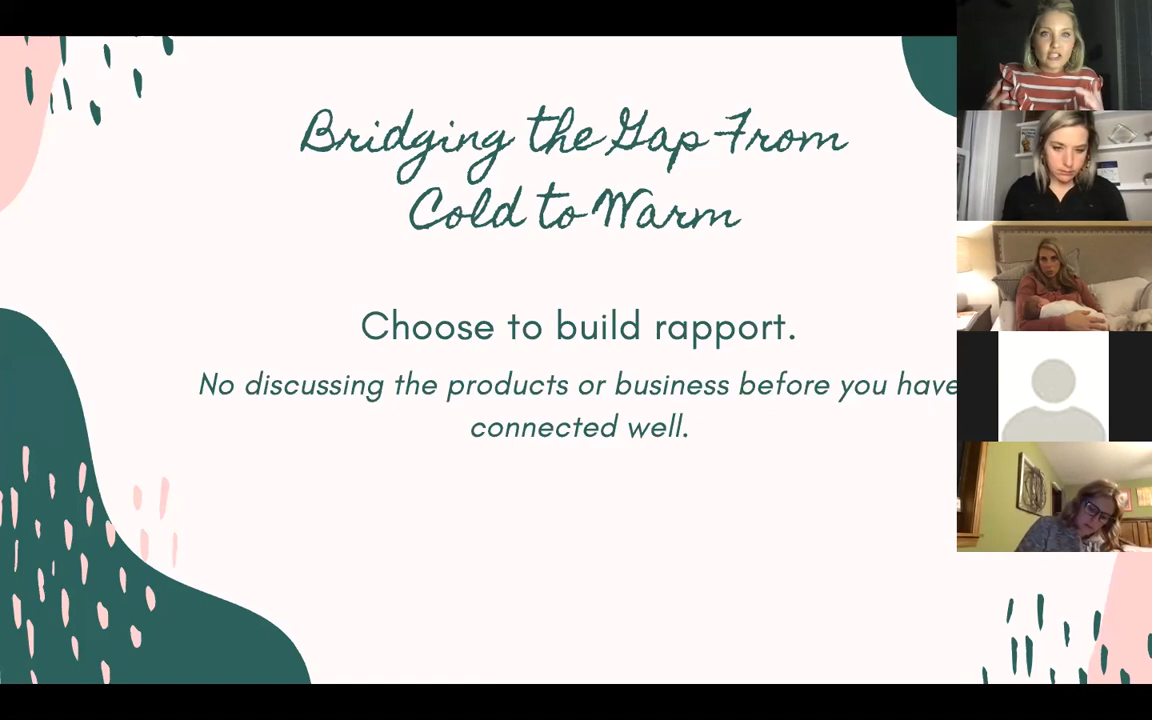 Bridging the Gap From
Cold to Warm
Choose to build rapport.
No discussing the products or business before you have
connected well.